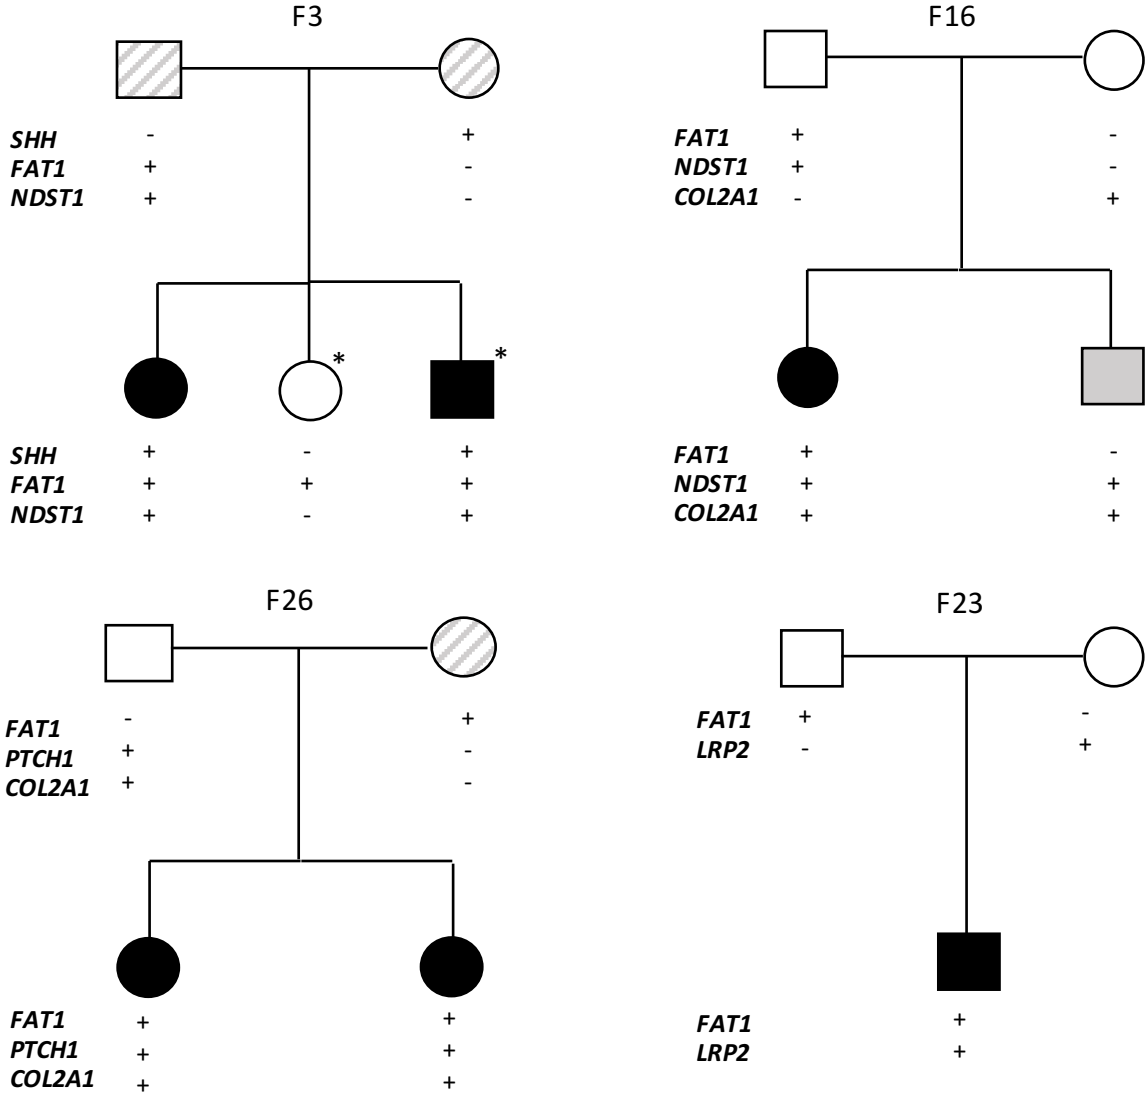 F3 F16
SHH - +
FAT1 + -
NDST1 + -
FAT1 + -
NDST1 + -
COL2A1 - +
* *
SHH + - +
FAT1 + + +
NDST1 + - +
FAT1 + -
NDST1 + +
COL2A1 + +
F26 F23
FAT1 - +
PTCH1 + -
COL2A1 + -
FAT1 + -
LRP2 - +
FAT1 + +
PTCH1 + +
COL2A1 + +
FAT1 +
LRP2 +